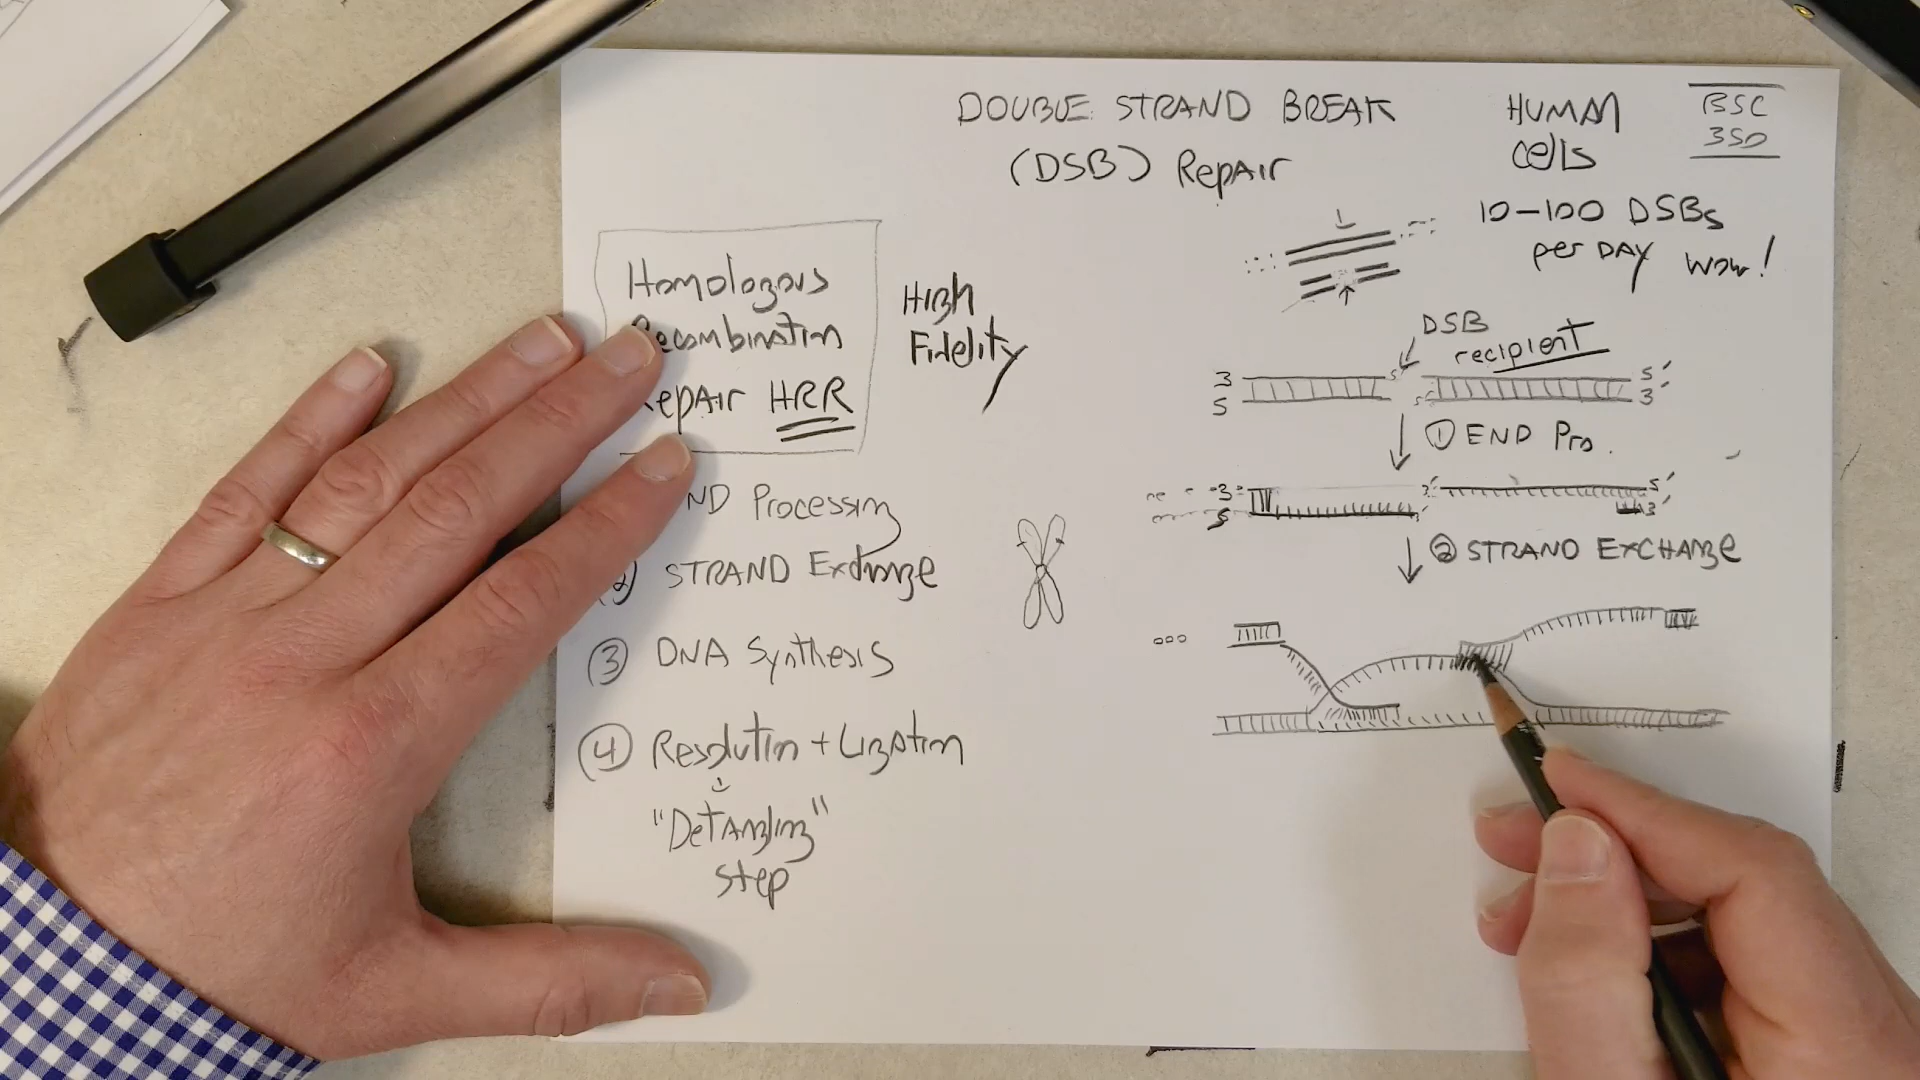 DOUBLE STRAND BREAK
(DSB) Repair
HUMAN
cells
BSC
350
10-100 DSBs
per DAY wow!
Homologous
Recombination
Repair HRR
High
Fidelity
DSB
recipient
3
5
5'
3'
① END Pro.
3
5
5'
3'
② STRAND EXCHANGE
ND Processing
② STRAND Exchange
③ DNA Synthesis
④ Resolution + Ligation
"Detangling"
step